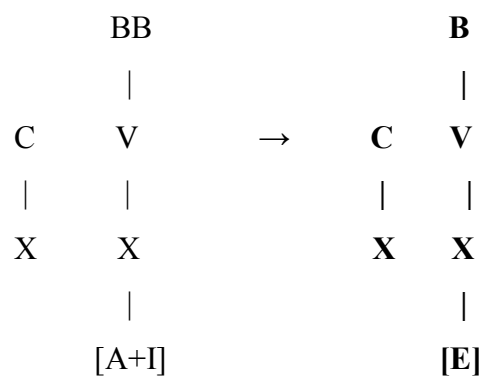 BB B
| |
C V → C V
| | | |
X X X X
| |
[A+I] [E]